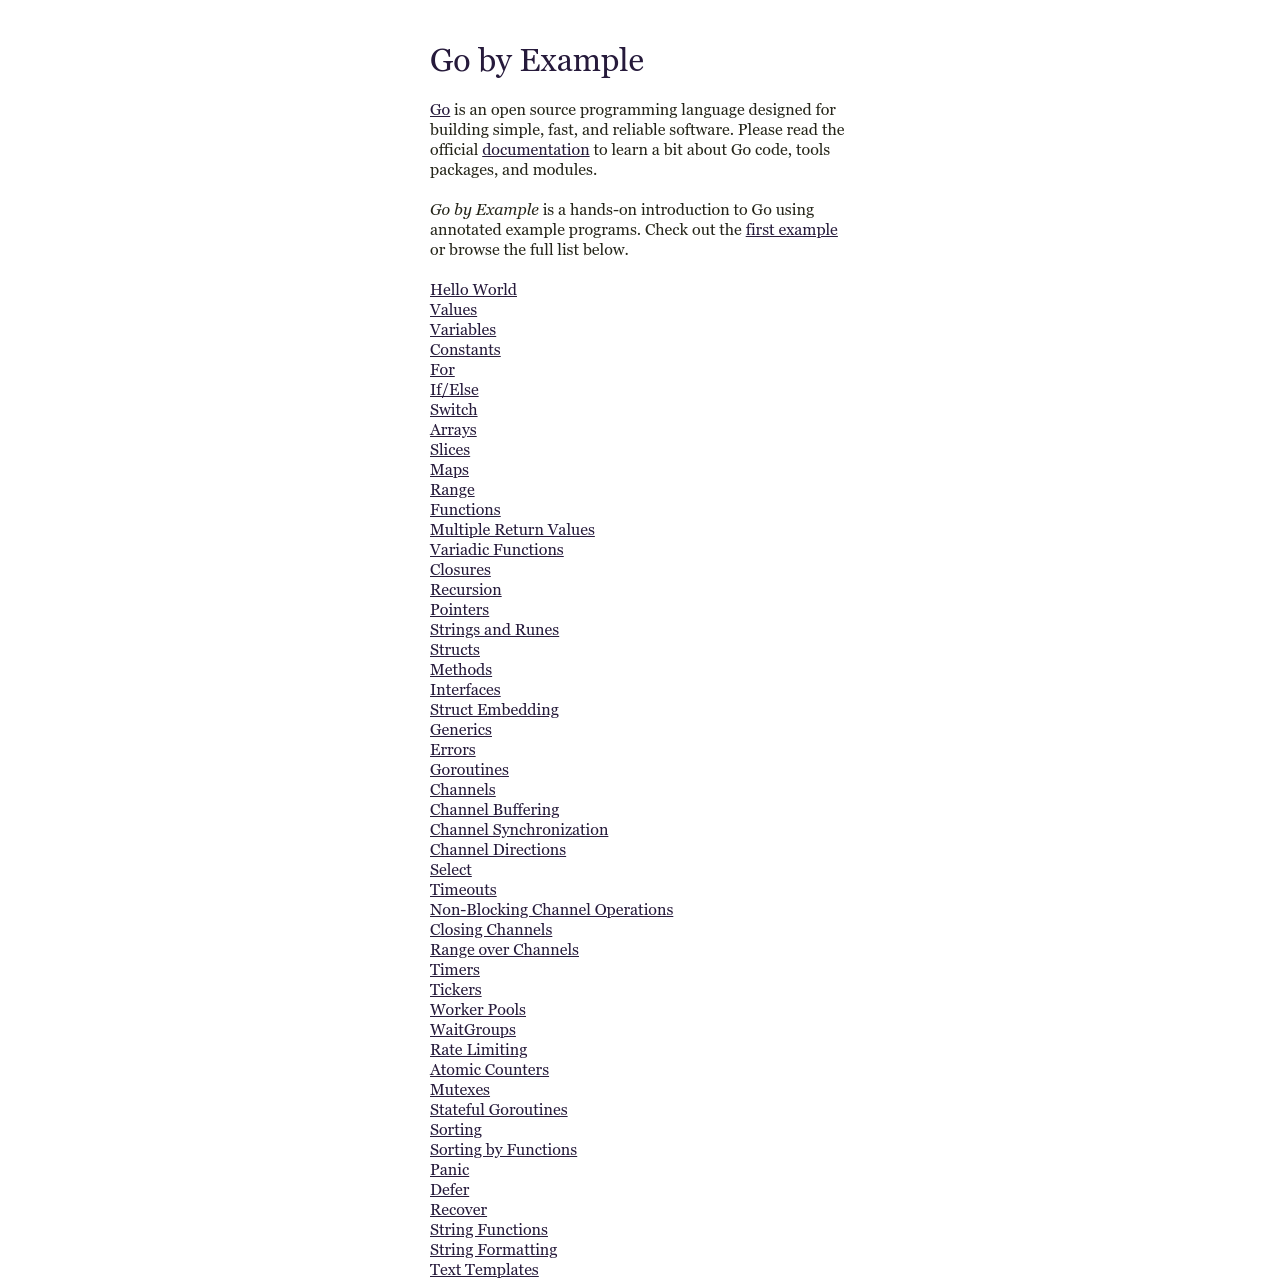 Go by Example
Go is an open source programming language designed for
building simple, fast, and reliable software. Please read the
official documentation to learn a bit about Go code, tools
packages, and modules.
Go by Example is a hands-on introduction to Go using
annotated example programs. Check out the first example
or browse the full list below.
Hello World
Values
Variables
Constants
For
If/Else
Switch
Arrays
Slices
Maps
Range
Functions
Multiple Return Values
Variadic Functions
Closures
Recursion
Pointers
Strings and Runes
Structs
Methods
Interfaces
Struct Embedding
Generics
Errors
Goroutines
Channels
Channel Buffering
Channel Synchronization
Channel Directions
Select
Timeouts
Non-Blocking Channel Operations
Closing Channels
Range over Channels
Timers
Tickers
Worker Pools
WaitGroups
Rate Limiting
Atomic Counters
Mutexes
Stateful Goroutines
Sorting
Sorting by Functions
Panic
Defer
Recover
String Functions
String Formatting
Text Templates